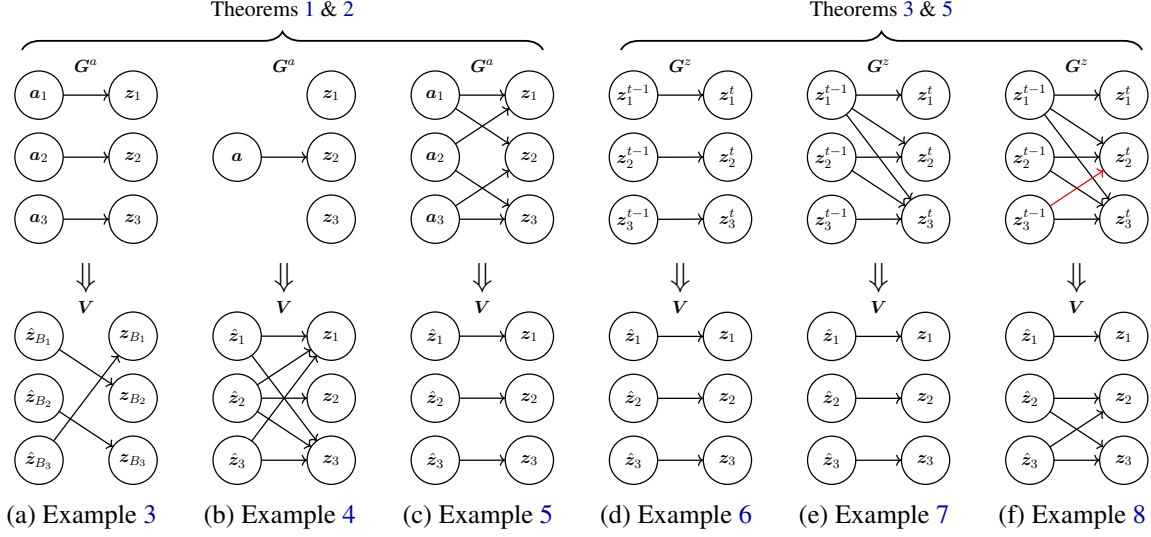 Theorems 1 & 2
Theorems 3 & 5
G^a G^a G^a G^z G^z G^z
a_1 z_1 z_1 a_1 z_1 z_1^{t−1} z_1^t z_1^{t−1} z_1^t z_1^{t−1} z_1^t
a_2 z_2 a z_2 a_2 z_2 z_2^{t−1} z_2^t z_2^{t−1} z_2^t z_2^{t−1} z_2^t
a_3 z_3 z_3 a_3 z_3 z_3^{t−1} z_3^t z_3^{t−1} z_3^t z_3^{t−1} z_3^t
⇓ ⇓ ⇓ ⇓ ⇓ ⇓
V V V V V V
ẑ_{B_1} z_{B_1} ẑ_1 z_1 ẑ_1 z_1 ẑ_1 z_1 ẑ_1 z_1 ẑ_1 z_1
ẑ_{B_2} z_{B_2} ẑ_2 z_2 ẑ_2 z_2 ẑ_2 z_2 ẑ_2 z_2 ẑ_2 z_2
ẑ_{B_3} z_{B_3} ẑ_3 z_3 ẑ_3 z_3 ẑ_3 z_3 ẑ_3 z_3 ẑ_3 z_3
(a) Example 3 (b) Example 4 (c) Example 5 (d) Example 6 (e) Example 7 (f) Example 8